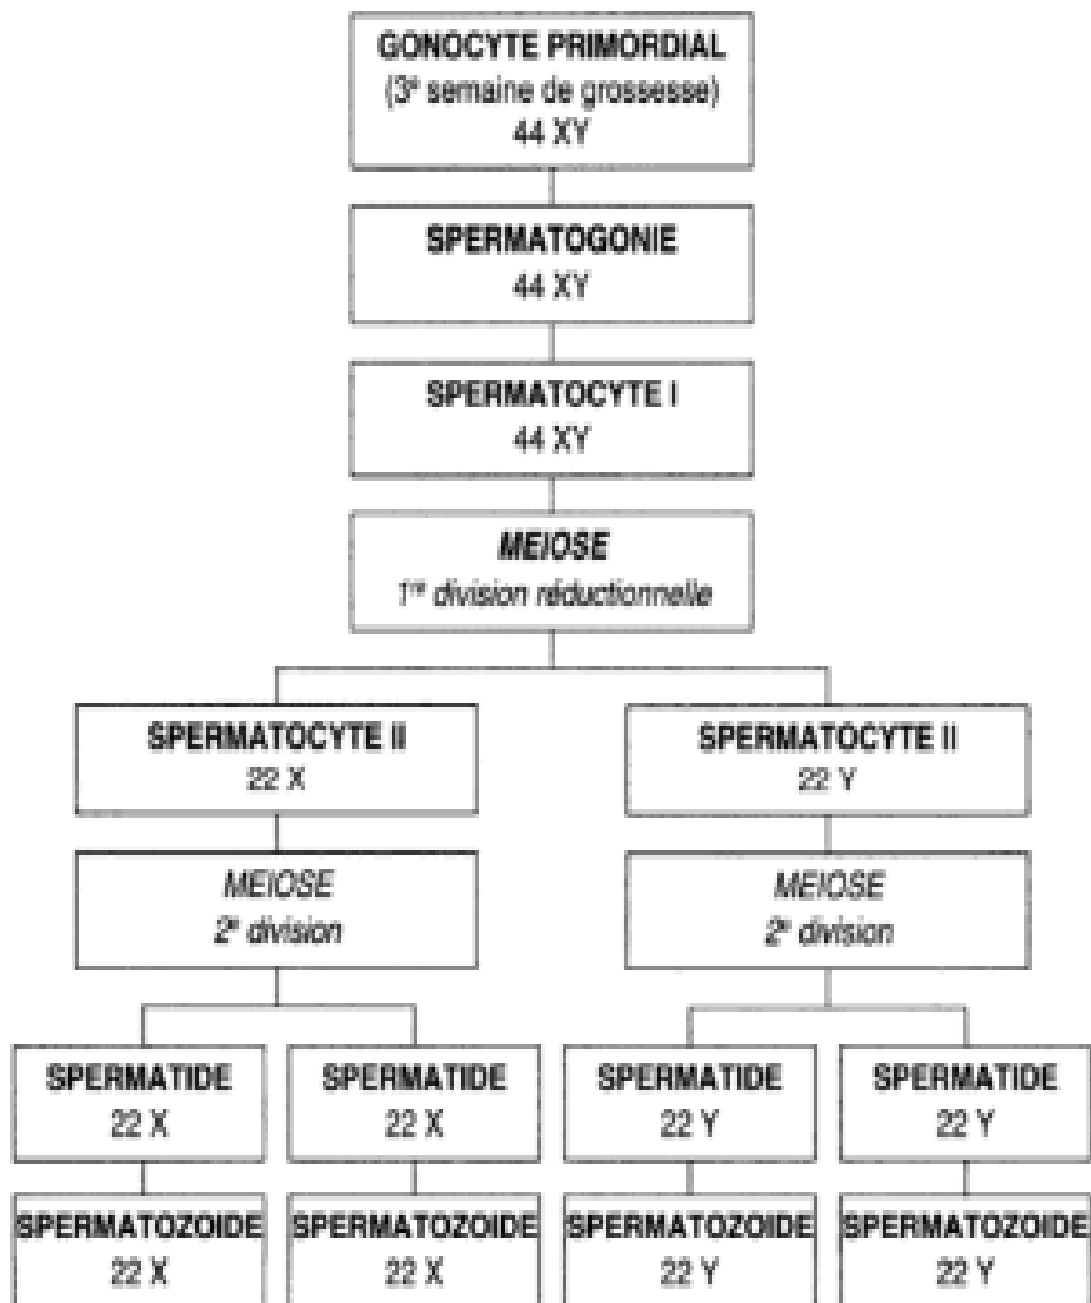 GONOCYTE PRIMORDIAL
(3e semaine de grossesse)
44 XY
SPERMATOGONIE
44 XY
SPERMATOCYTE I
44 XY
MEIOSE
1re division réductionnelle
SPERMATOCYTE II
22 X
SPERMATOCYTE II
22 Y
MEIOSE
2e division
MEIOSE
2e division
SPERMATIDE
22 X
SPERMATIDE
22 X
SPERMATIDE
22 Y
SPERMATIDE
22 Y
SPERMATOZOIDE
22 X
SPERMATOZOIDE
22 X
SPERMATOZOIDE
22 Y
SPERMATOZOIDE
22 Y